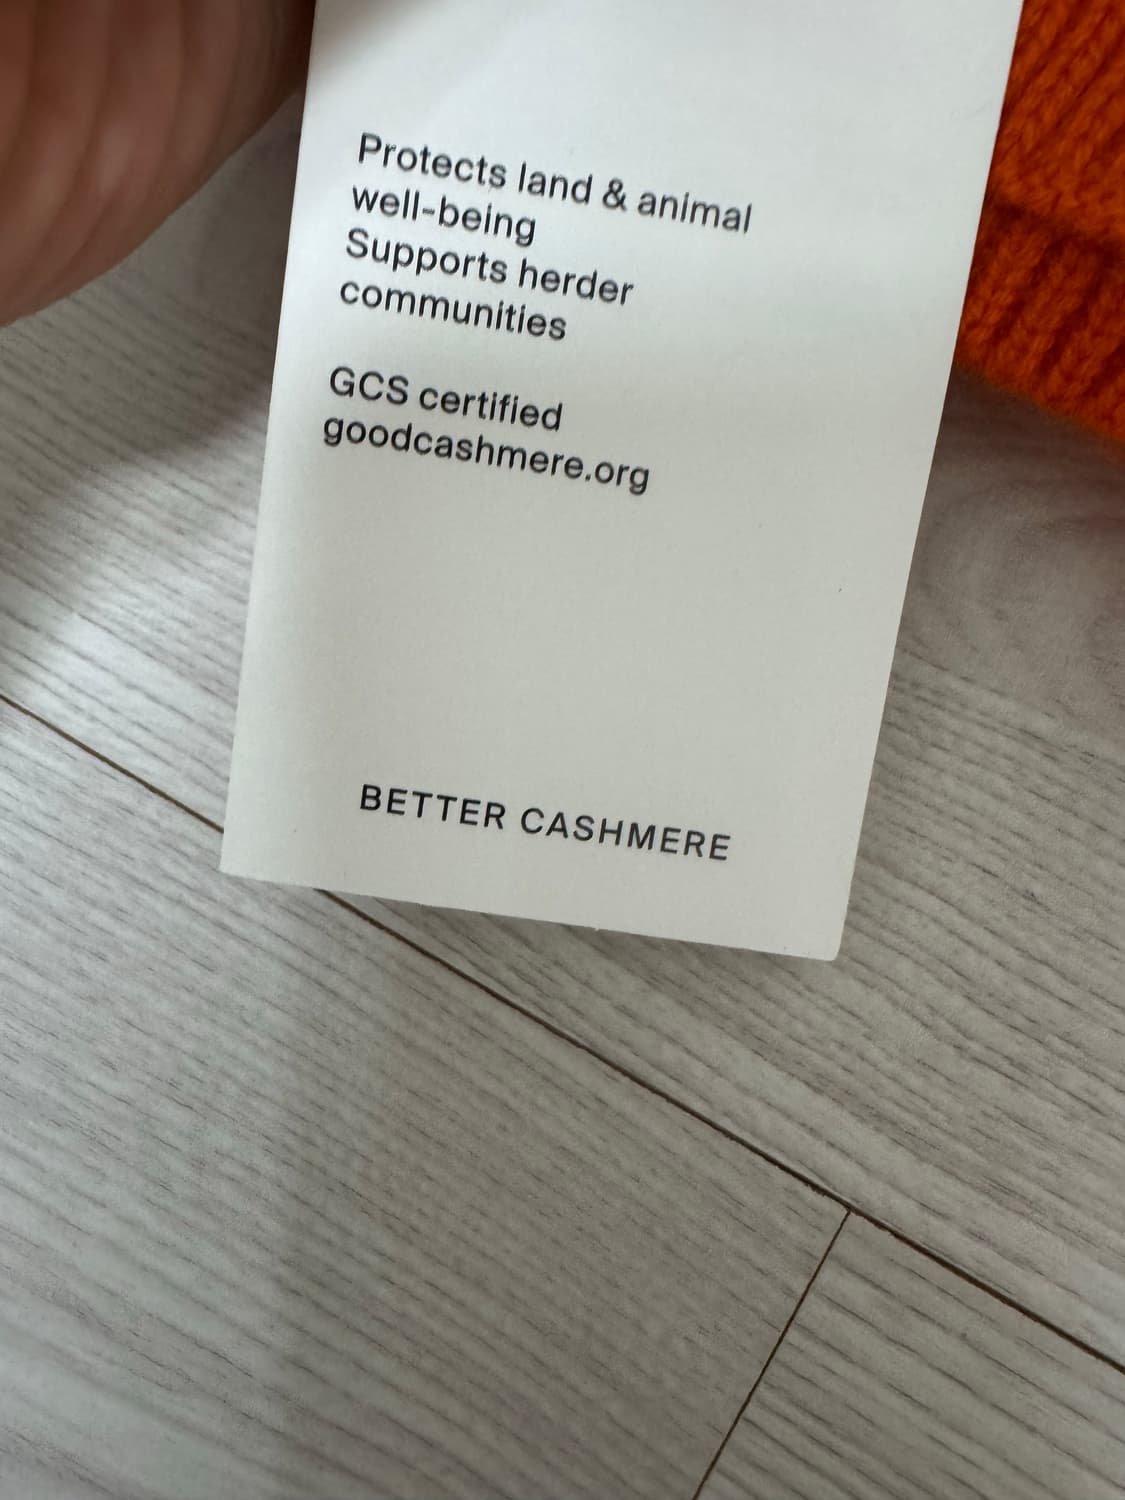 Protects land & animal
well-being
Supports herder
communities
GCS certified
goodcashmere.org
BETTER CASHMERE